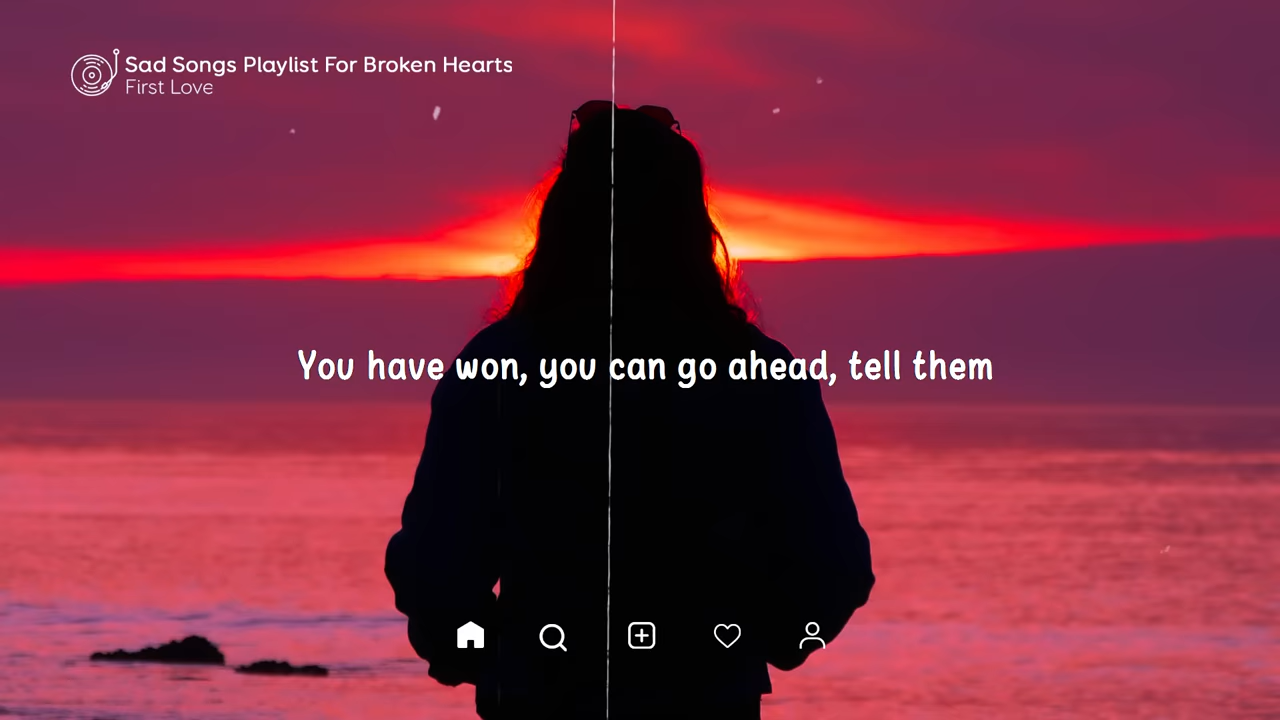 Sad Songs Playlist For Broken Hearts
First Love
You have won, you can go ahead, tell them